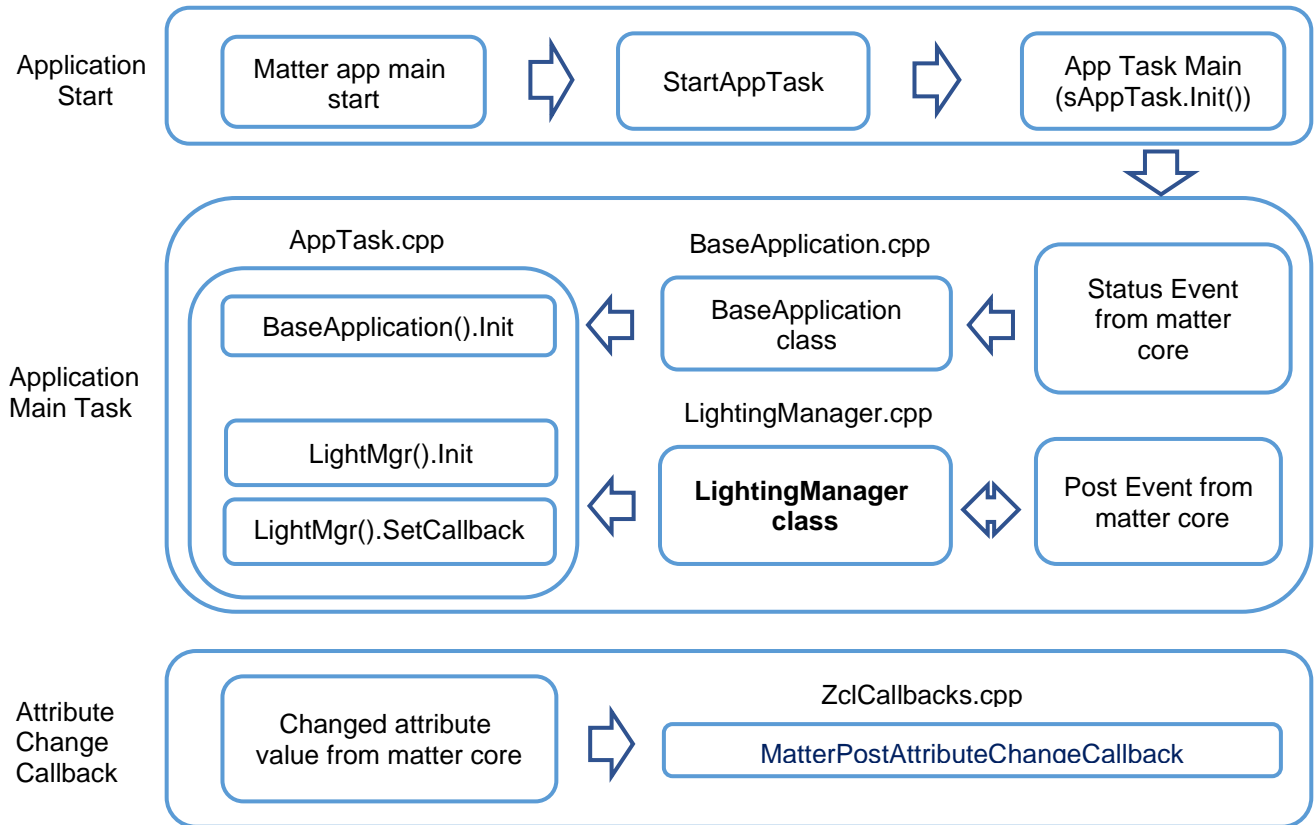 Application
Start
Matter app main
start
StartAppTask
App Task Main
(sAppTask.Init())
Application
Main Task
AppTask.cpp
BaseApplication().Init
LightMgr().Init
LightMgr().SetCallback
BaseApplication.cpp
BaseApplication
class
Status Event
from matter
core
LightingManager.cpp
LightingManager
class
Post Event from
matter core
Attribute
Change
Callback
Changed attribute
value from matter core
ZclCallbacks.cpp
MatterPostAttributeChangeCallback